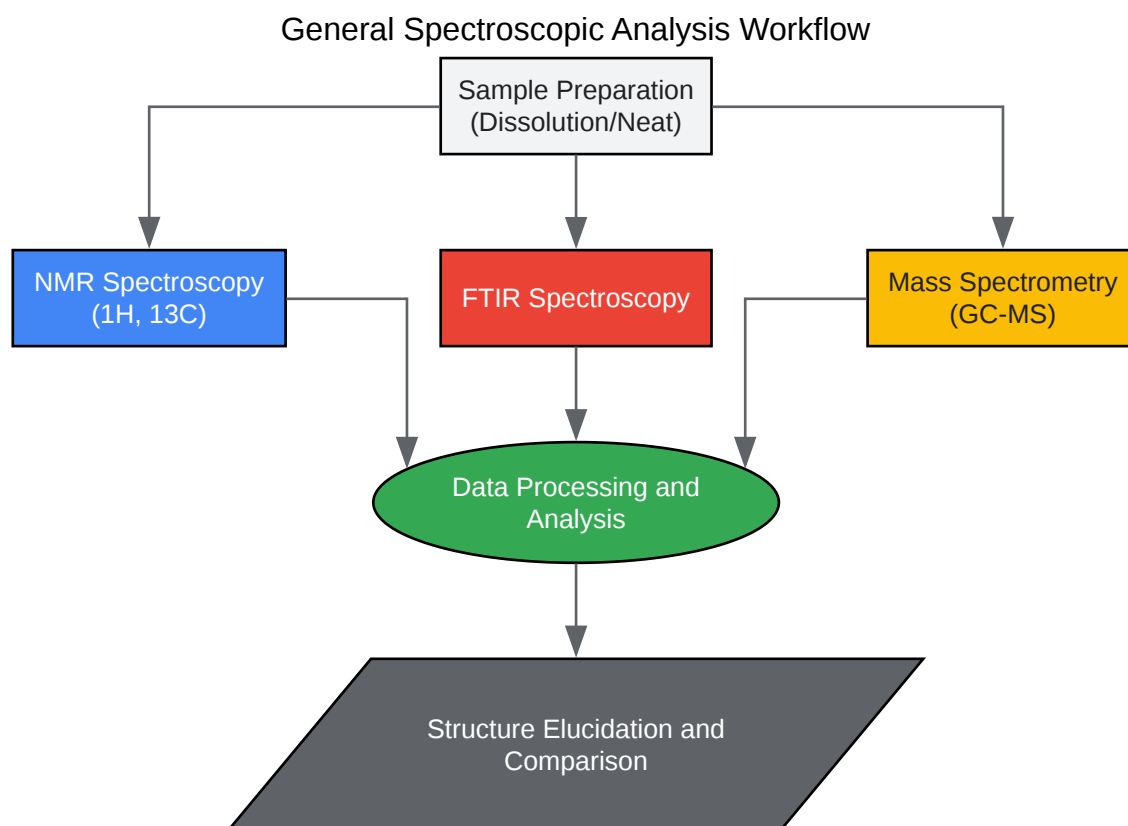 General Spectroscopic Analysis Workflow
Sample Preparation
(Dissolution/Neat)
NMR Spectroscopy
(1H, 13C)
FTIR Spectroscopy
Mass Spectrometry
(GC-MS)
Data Processing and
Analysis
Structure Elucidation and
Comparison